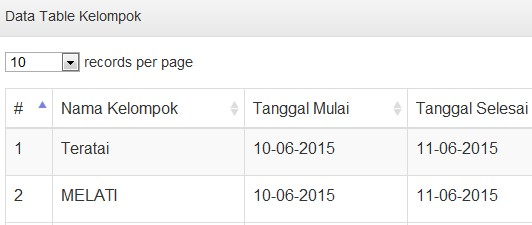 Data Table Kelompok
10 records per page
# Nama Kelompok Tanggal Mulai Tanggal Selesai
1 Teratai 10-06-2015 11-06-2015
2 MELATI 10-06-2015 11-06-2015